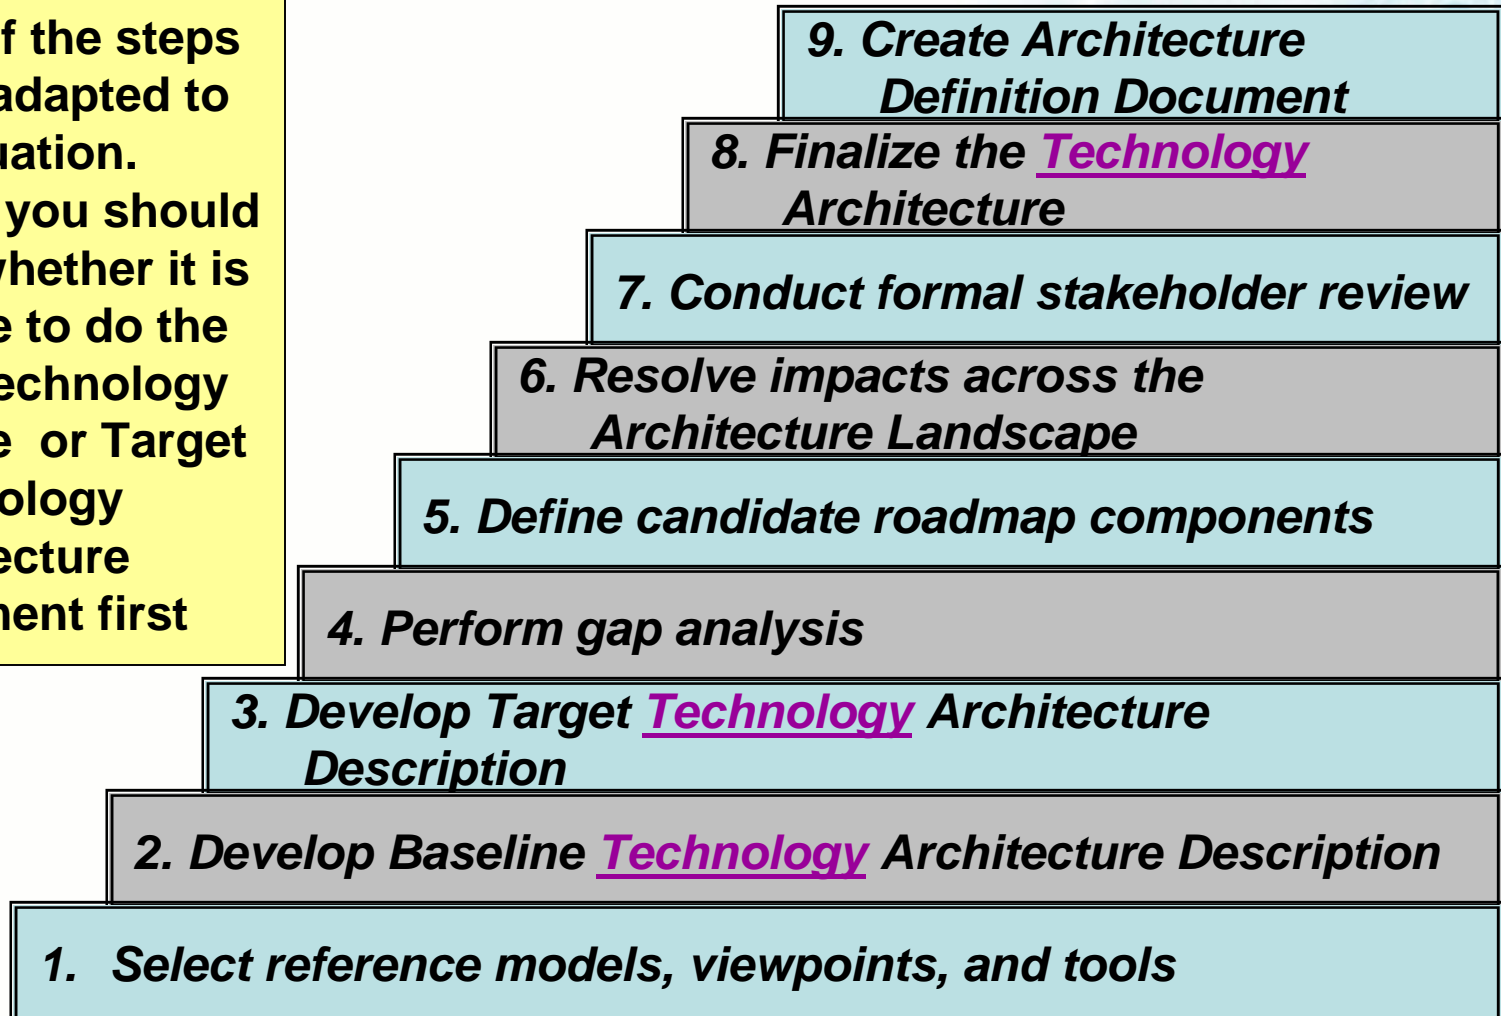 f the steps
adapted to
uation.
you should
whether it is
e to do the
echnology
e or Target
ology
ecture
nent first
9. Create Architecture
Definition Document
8. Finalize the Technology
Architecture
7. Conduct formal stakeholder review
6. Resolve impacts across the
Architecture Landscape
5. Define candidate roadmap components
4. Perform gap analysis
3. Develop Target Technology Architecture
Description
2. Develop Baseline Technology Architecture Description
1. Select reference models, viewpoints, and tools